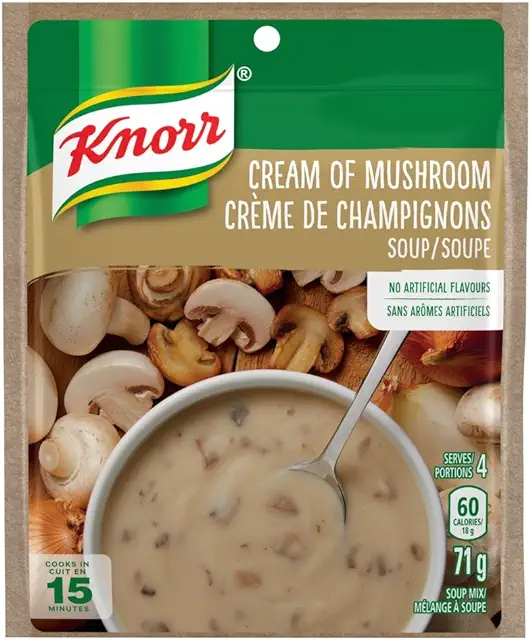 Knorr®
CREAM OF MUSHROOM
CRÈME DE CHAMPIGNONS
SOUP/SOUPE
NO ARTIFICIAL FLAVOURS
SANS ARÔMES ARTIFICIELS
SERVES/
PORTIONS 4
60
CALORIES/
18 g
71 g
SOUP MIX/
MÉLANGE À SOUPE
COOKS IN
CUIT EN
15
MINUTES